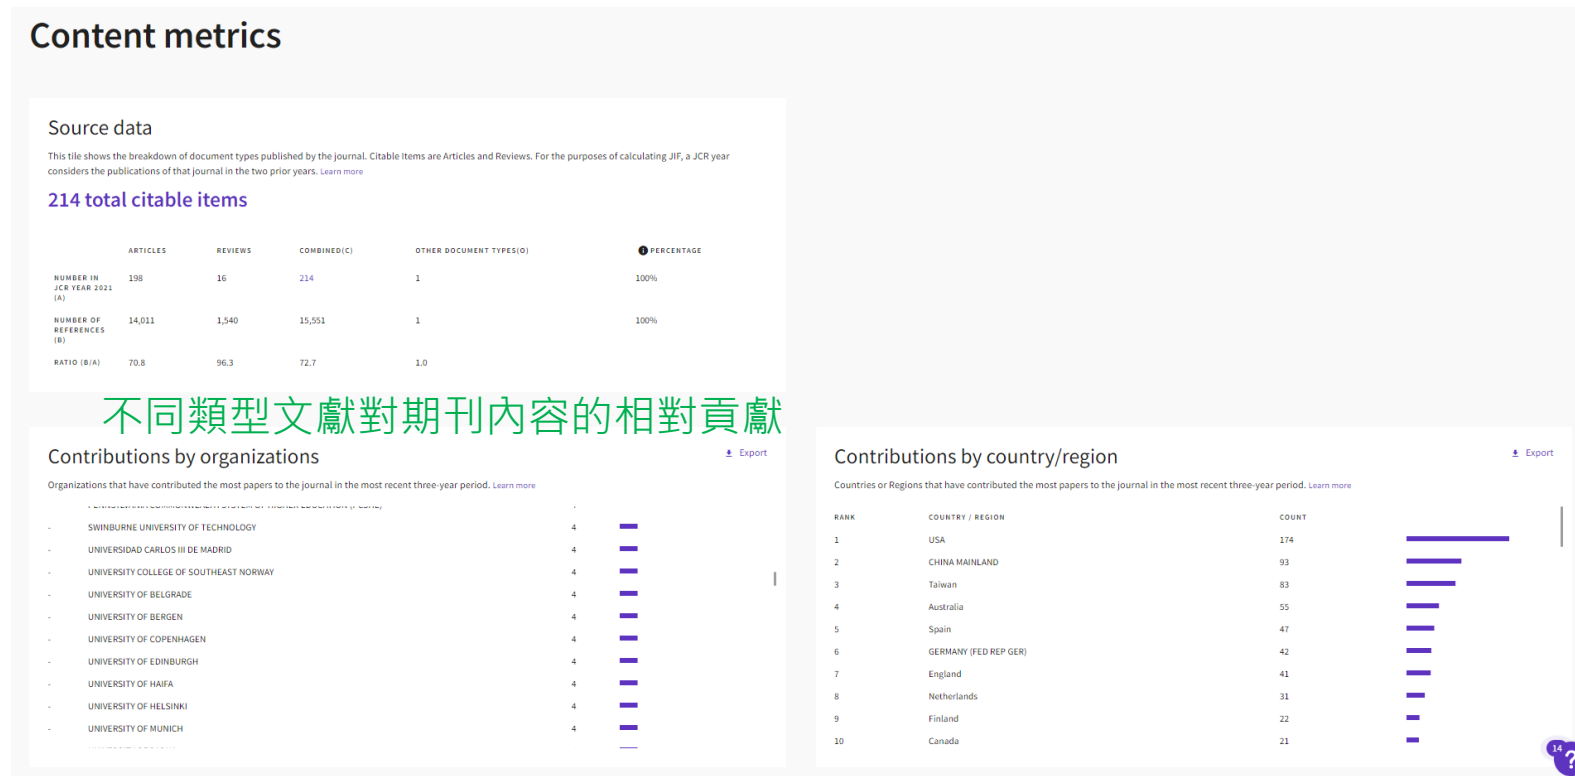 Content metrics
Source data
This tile shows the breakdown of document types published by the journal. Citable Items are Articles and Reviews. For the purposes of calculating JIF, a JCR year
considers the publications of that journal in the two prior years. Learn more
214 total citable items
ARTICLES REVIEWS COMBINED(C) OTHER DOCUMENT TYPES(O) PERCENTAGE
NUMBER IN JCR YEAR 2021 (A) 198 16 214 1 100%
NUMBER OF REFERENCES (B) 14,011 1,540 15,551 1 100%
RATIO (B/A) 70.8 96.3 72.7 1.0
不同類型文獻對期刊內容的相對貢獻
Contributions by organizations
Export
Organizations that have contributed the most papers to the journal in the most recent three-year period. Learn more
- SWINBURNE UNIVERSITY OF TECHNOLOGY 4
- UNIVERSIDAD CARLOS III DE MADRID 4
- UNIVERSITY COLLEGE OF SOUTHEAST NORWAY 4
- UNIVERSITY OF BELGRADE 4
- UNIVERSITY OF BERGEN 4
- UNIVERSITY OF COPENHAGEN 4
- UNIVERSITY OF EDINBURGH 4
- UNIVERSITY OF HAIFA 4
- UNIVERSITY OF HELSINKI 4
- UNIVERSITY OF MUNICH 4
Contributions by country/region
Export
Countries or Regions that have contributed the most papers to the journal in the most recent three-year period. Learn more
RANK COUNTRY / REGION COUNT
1 USA 174
2 CHINA MAINLAND 93
3 Taiwan 83
4 Australia 55
5 Spain 47
6 GERMANY (FED REP GER) 42
7 England 41
8 Netherlands 31
9 Finland 22
10 Canada 21
14
?